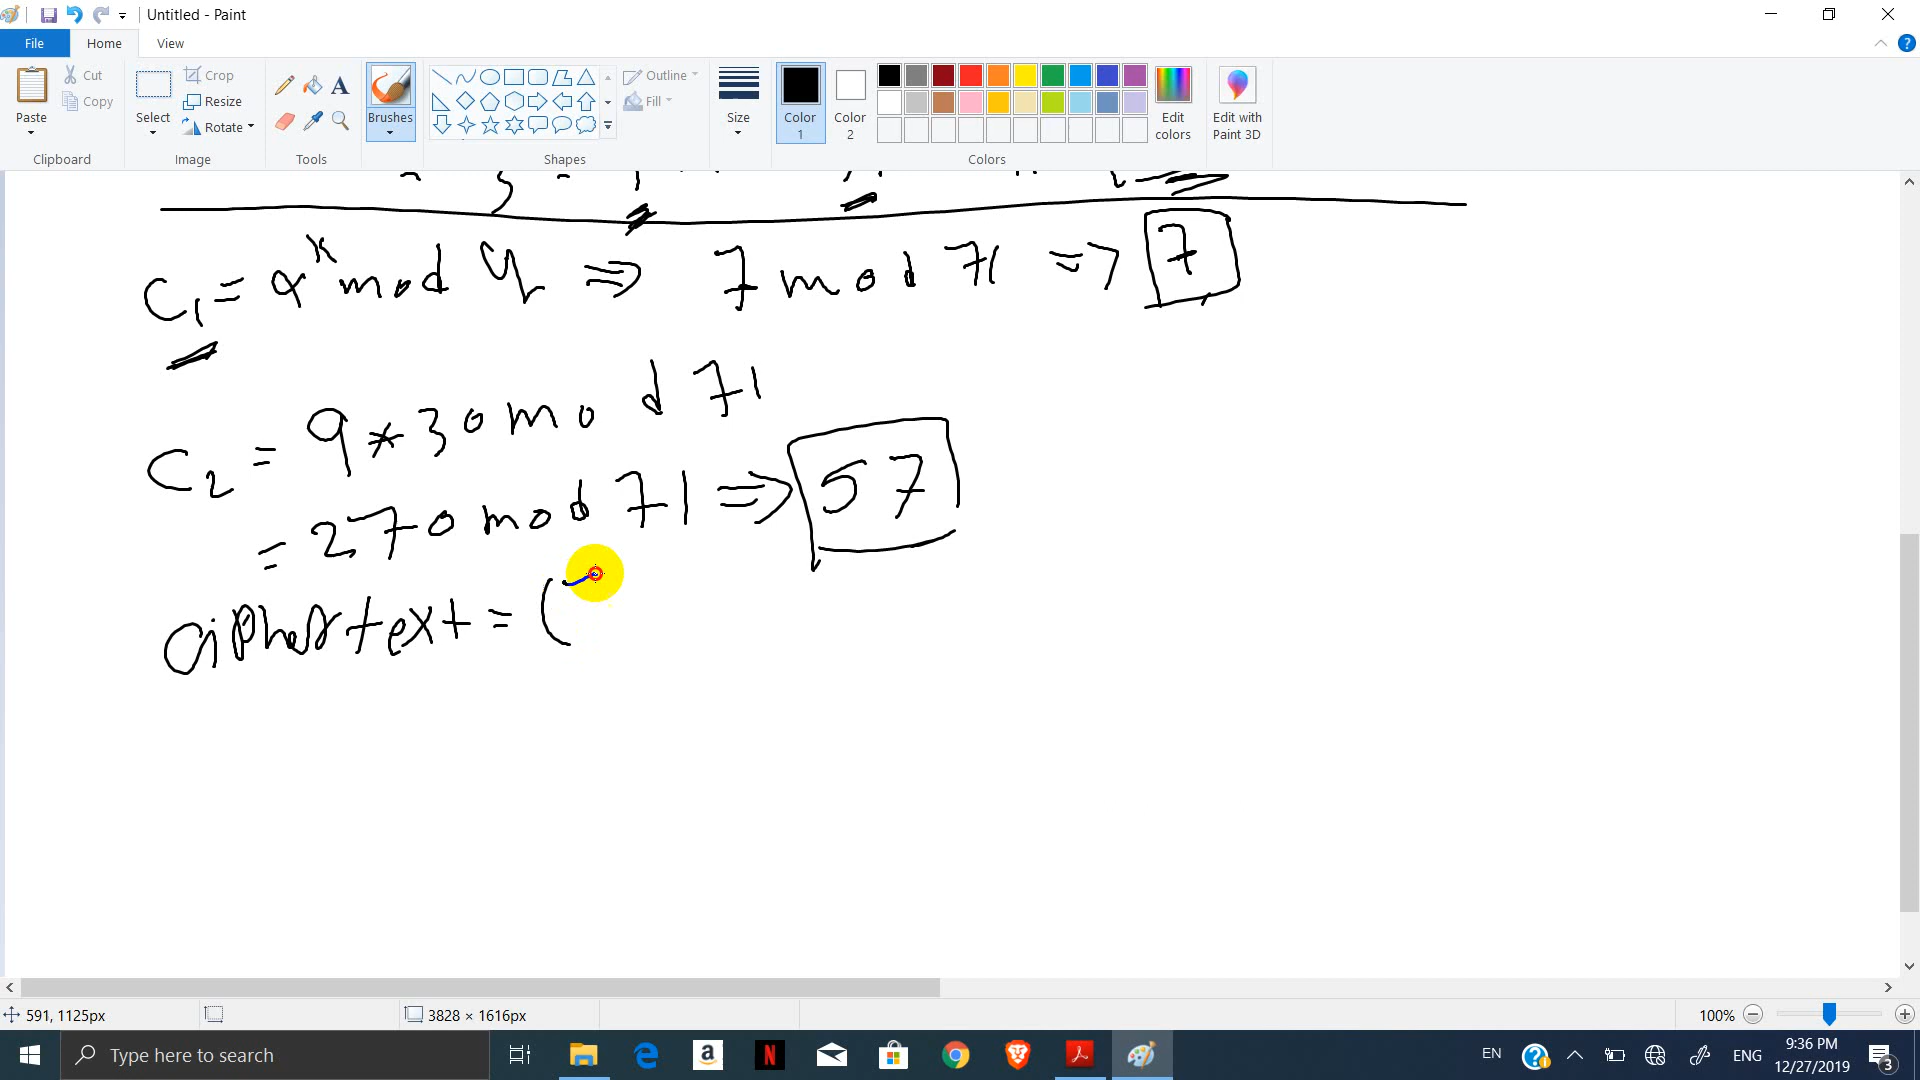 Untitled - Paint
File Home View
Paste Cut Copy Clipboard
Select Crop Resize Rotate Image
Tools
Brushes
Outline Fill Shapes
Size
Color 1 Color 2 Edit colors Colors
Edit with Paint 3D
C1 = α^k mod q => 7 mod 71 => 7
C2 = 9*30 mod 71
= 270 mod 71 => 57
ciphertext = (
591, 1125px 3828 × 1616px 100%
Type here to search
EN ENG 9:36 PM
12/27/2019 3